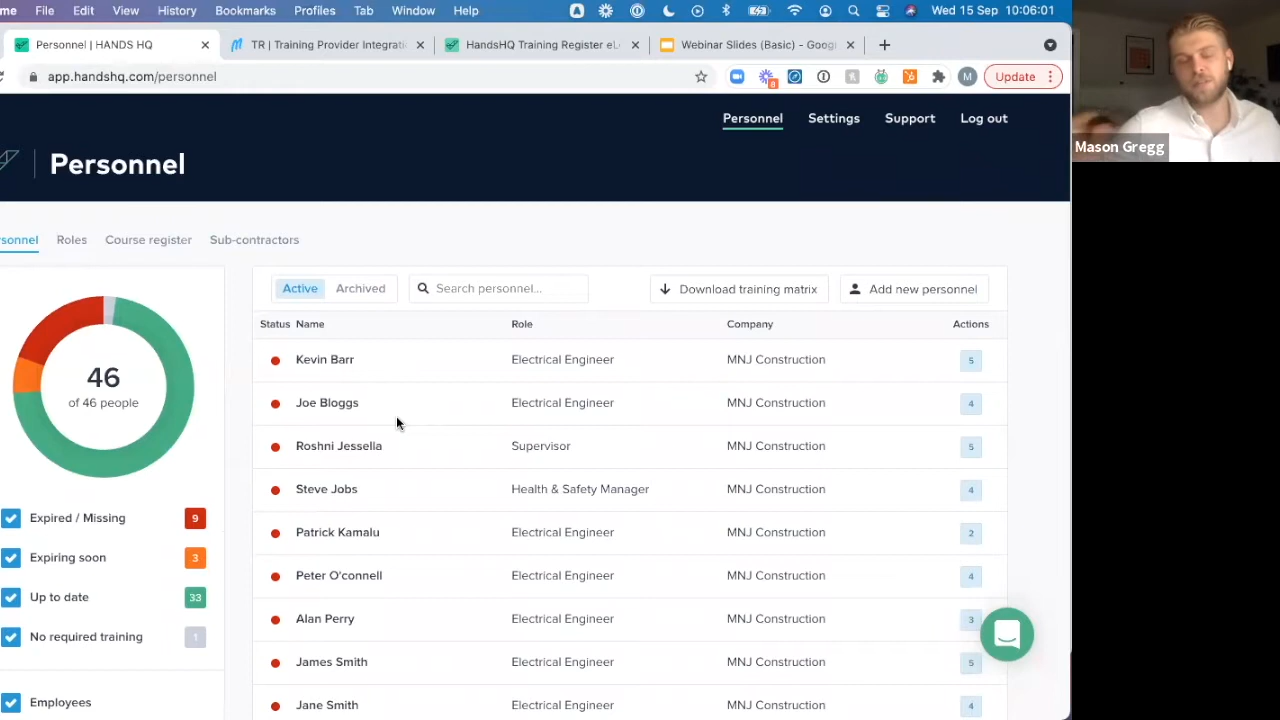 me File Edit View History Bookmarks Profiles Tab Window Help Wed 15 Sep 10:06:01
Personnel | HANDS HQ TR | Training Provider Integrati HandsHQ Training Register eL Webinar Slides (Basic) - Goog
app.handshq.com/personnel 8 M Update
Personnel Settings Support Log out
Personnel
Mason Gregg
rsonnel Roles Course register Sub-contractors
Active Archived Search personnel... Download training matrix Add new personnel
Status Name Role Company Actions
Kevin Barr Electrical Engineer MNJ Construction 5
46
of 46 people
Joe Bloggs Electrical Engineer MNJ Construction 4
Roshni Jessella Supervisor MNJ Construction 5
Steve Jobs Health & Safety Manager MNJ Construction 4
Expired / Missing 9
Patrick Kamalu Electrical Engineer MNJ Construction 2
Expiring soon 3
Peter O'connell Electrical Engineer MNJ Construction 4
Up to date 33
Alan Perry Electrical Engineer MNJ Construction 3
No required training 1
James Smith Electrical Engineer MNJ Construction 5
Employees
Jane Smith Electrical Engineer MNJ Construction 4